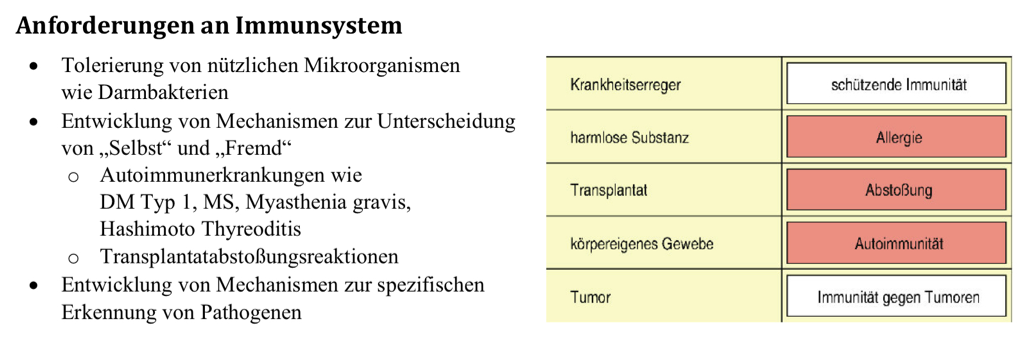 Anforderungen an Immunsystem
• Tolerierung von nützlichen Mikroorganismen
wie Darmbakterien
• Entwicklung von Mechanismen zur Unterscheidung
von „Selbst“ und „Fremd“
o Autoimmunerkrankungen wie
DM Typ 1, MS, Myasthenia gravis,
Hashimoto Thyreoditis
o Transplantatabstoßungsreaktionen
• Entwicklung von Mechanismen zur spezifischen
Erkennung von Pathogenen
Krankheitserreger schützende Immunität
harmlose Substanz Allergie
Transplantat Abstoßung
körpereigenes Gewebe Autoimmunität
Tumor Immunität gegen Tumoren